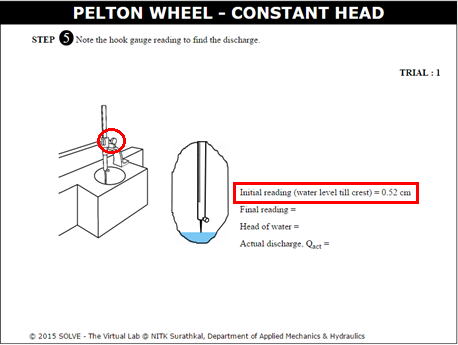 PELTON WHEEL – CONSTANT HEAD
STEP 5 Note the hook gauge reading to find the discharge.
TRIAL : 1
Initial reading (water level till crest) = 0.52 cm
Final reading =
Head of water =
Actual discharge, Qact =
© 2015 SOLVE - The Virtual Lab @ NITK Surathkal, Department of Applied Mechanics & Hydraulics